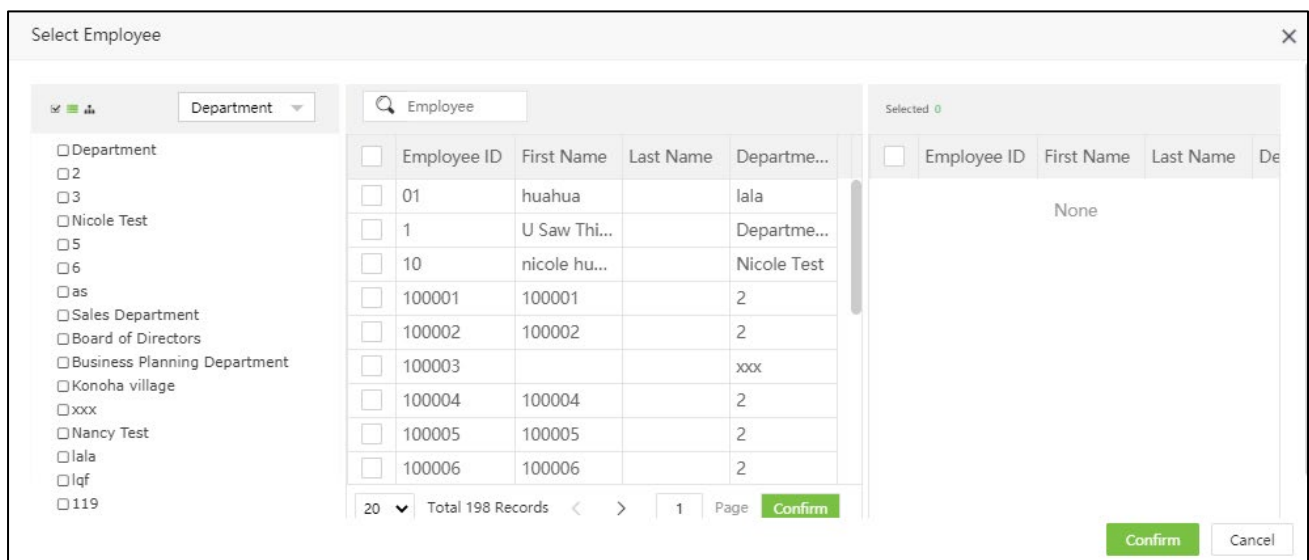 Select Employee
Department
Department
2
3
Nicole Test
5
6
as
Sales Department
Board of Directors
Business Planning Department
Konoha village
xxx
Nancy Test
lala
lqf
119
Employee
Employee ID First Name Last Name Departme...
01 huahua lala
1 U Saw Thi... Departme...
10 nicole hu... Nicole Test
100001 100001 2
100002 100002 2
100003 xxx
100004 100004 2
100005 100005 2
100006 100006 2
20 Total 198 Records < > 1 Page Confirm
Selected 0
Employee ID First Name Last Name De
None
Confirm Cancel